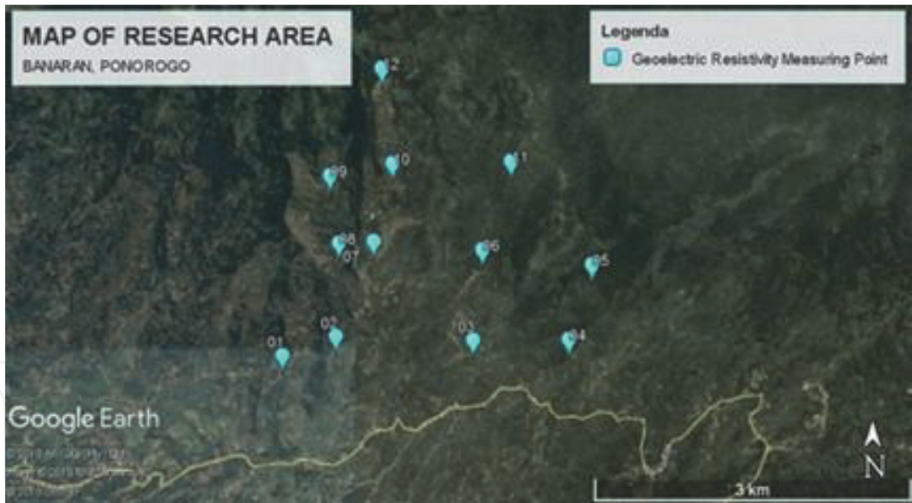 MAP OF RESEARCH AREA
BANARAN, PONOROGO
Legenda
Geoelectric Resistivity Measuring Point
12
10
11
09
08
07
06
05
02
03
04
01
Google Earth
N
3 km